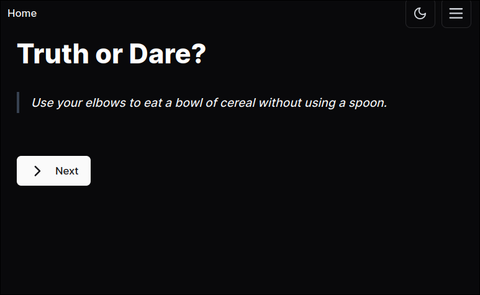 Home
Truth or Dare?
Use your elbows to eat a bowl of cereal without using a spoon.
Next